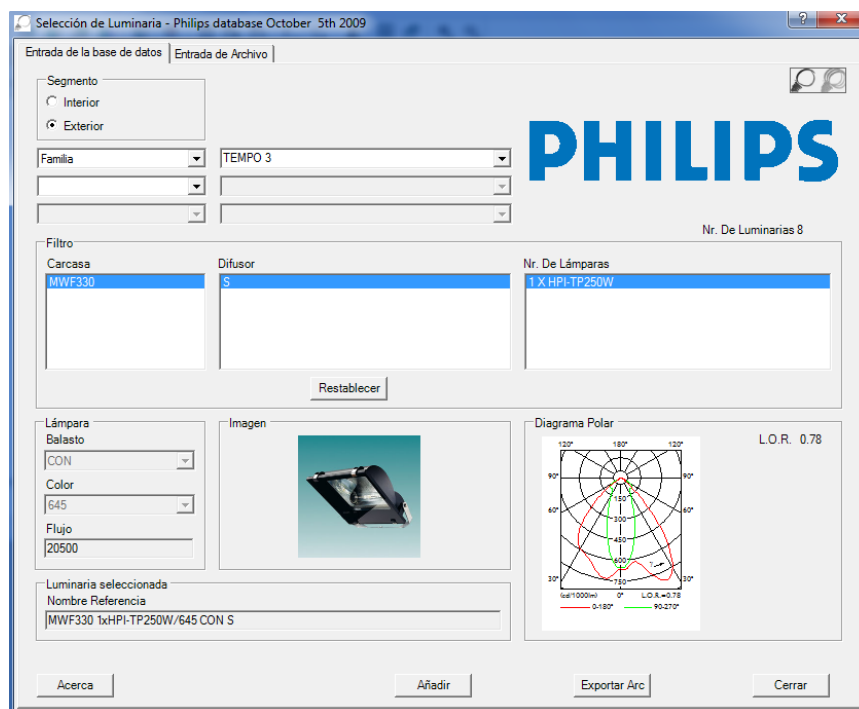 Selección de Luminaria - Philips database October 5th 2009
Entrada de la base de datos
Entrada de Archivo
Segmento
Interior
Exterior
Familia
TEMPO 3
PHILIPS
Nr. De Luminarias 8
Filtro
Carcasa
Difusor
Nr. De Lámparas
MWF330
S
1 X HPI-TP250W
Restablecer
Lámpara
Balasto
CON
Color
645
Flujo
20500
Imagen
Diagrama Polar
L.O.R. 0.78
120° 180° 120°
90° 90°
150
60° 300 60°
450
600
30° 750 30°
(cd/1000lm) 0° L.O.R.=0.78
0-180° 90-270°
Luminaria seleccionada
Nombre Referencia
MWF330 1xHPI-TP250W/645 CON S
Acerca
Añadir
Exportar Arc
Cerrar